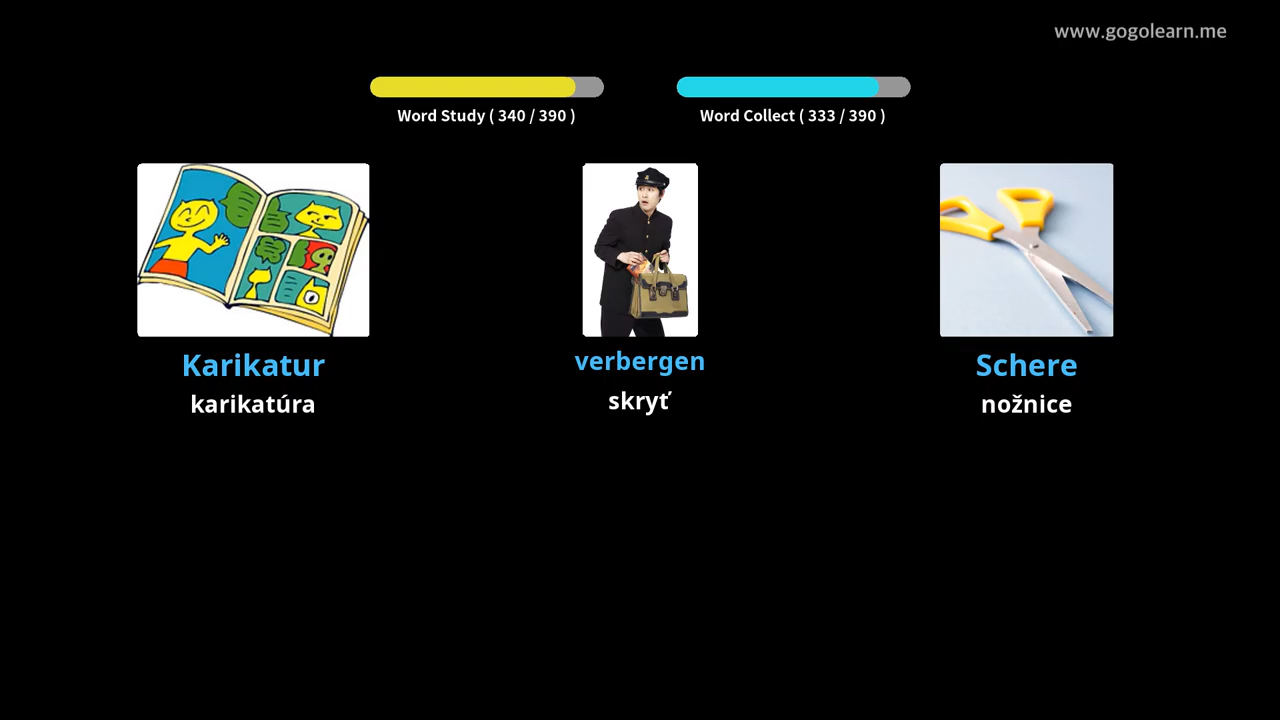 www.gogolearn.me
Word Study ( 340 / 390 )
Word Collect ( 333 / 390 )
Karikatur
karikatúra
verbergen
skryť
Schere
nožnice